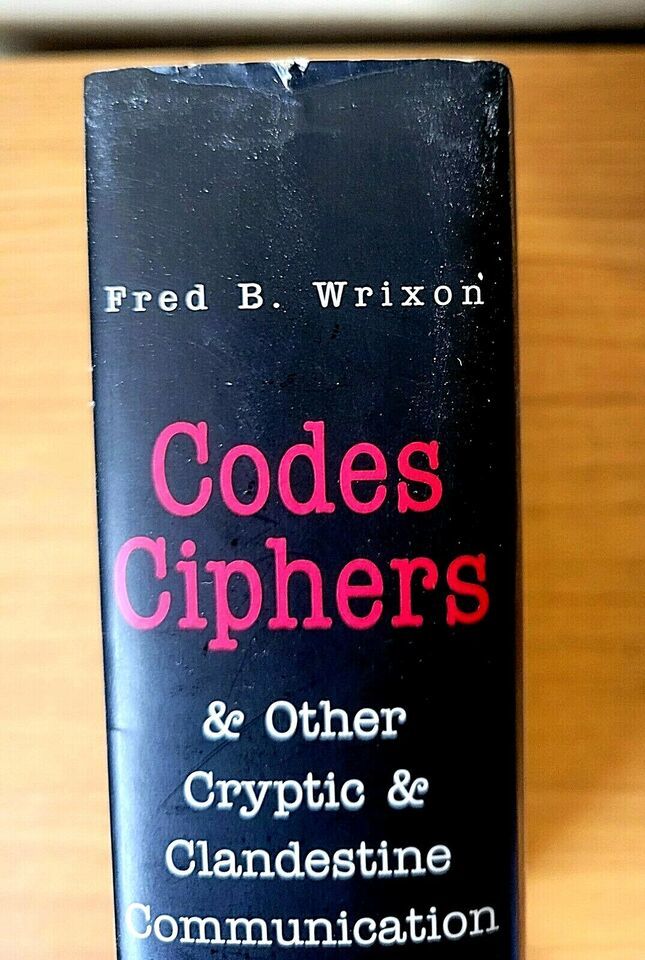 Fred B. Wrixon
Codes
Ciphers
& Other
Cryptic &
Clandestine
Communication